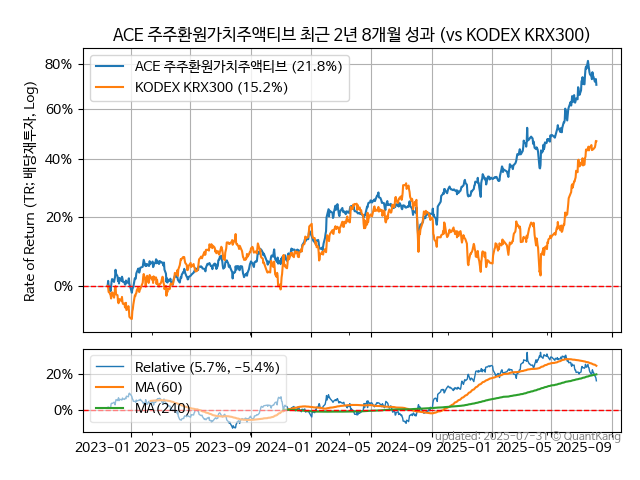 ACE 주주환원가치주액티브 최근 2년 8개월 성과 (vs KODEX KRX300)
Rate of Return (TR: 배당재투자, Log)
80%
60%
40%
20%
0%
ACE 주주환원가치주액티브 (21.8%)
KODEX KRX300 (15.2%)
20%
0%
Relative (5.7%, −5.4%)
MA(60)
MA(240)
updated: 2025-07-31 © QuantKang
2023−01 2023−05 2023−09 2024−01 2024−05 2024−09 2025−01 2025−05 2025−09